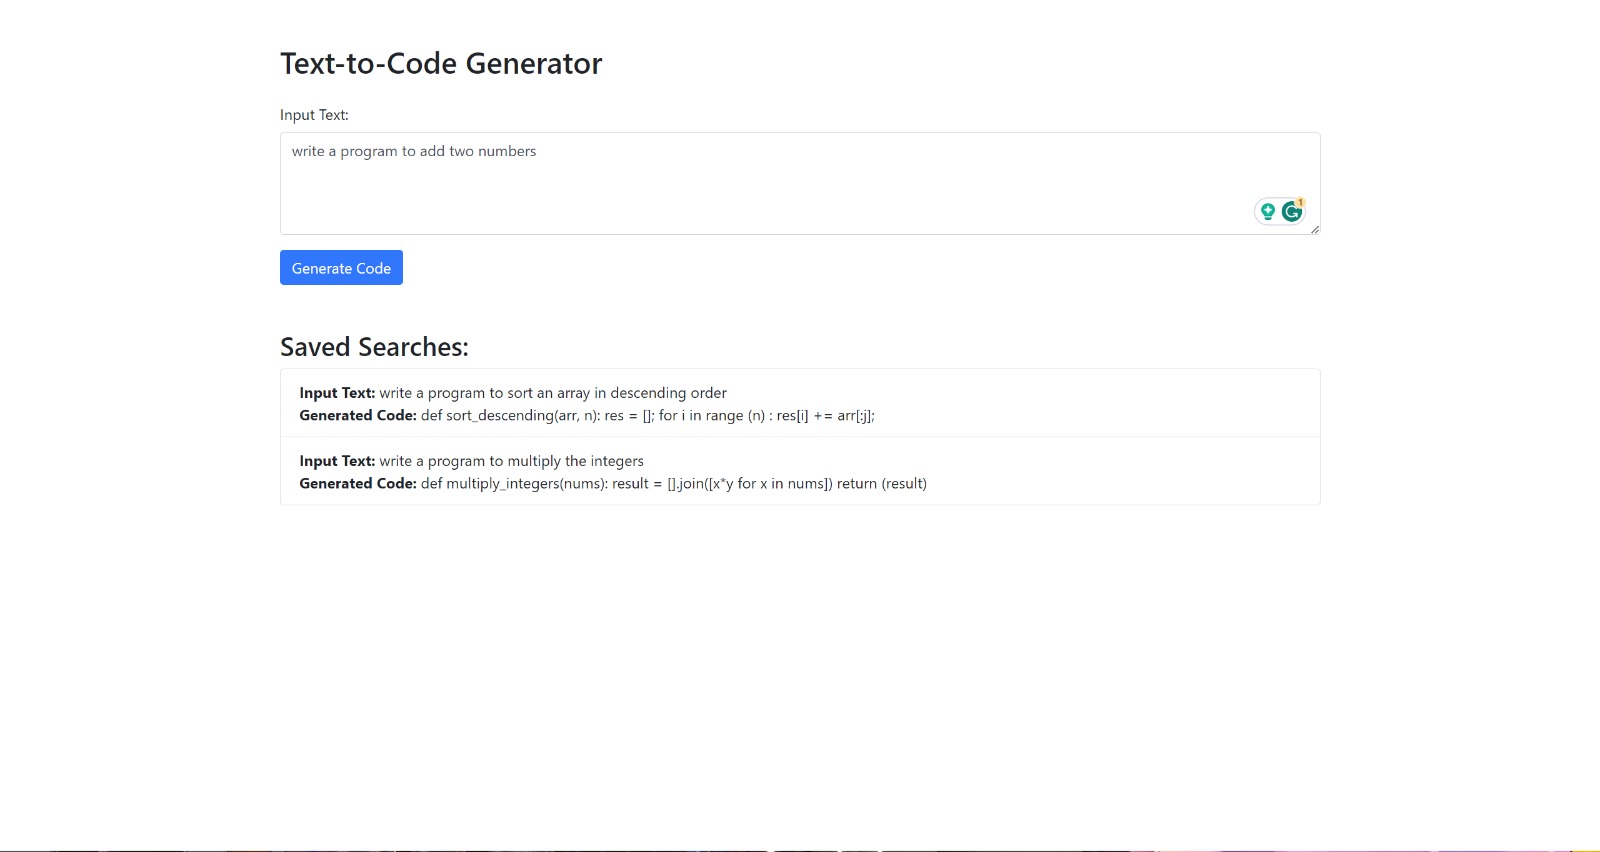 Text-to-Code Generator
Input Text:
write a program to add two numbers
1
Generate Code
Saved Searches:
Input Text: write a program to sort an array in descending order
Generated Code: def sort_descending(arr, n): res = []; for i in range (n) : res[i] += arr[:j];
Input Text: write a program to multiply the integers
Generated Code: def multiply_integers(nums): result = [].join([x*y for x in nums]) return (result)